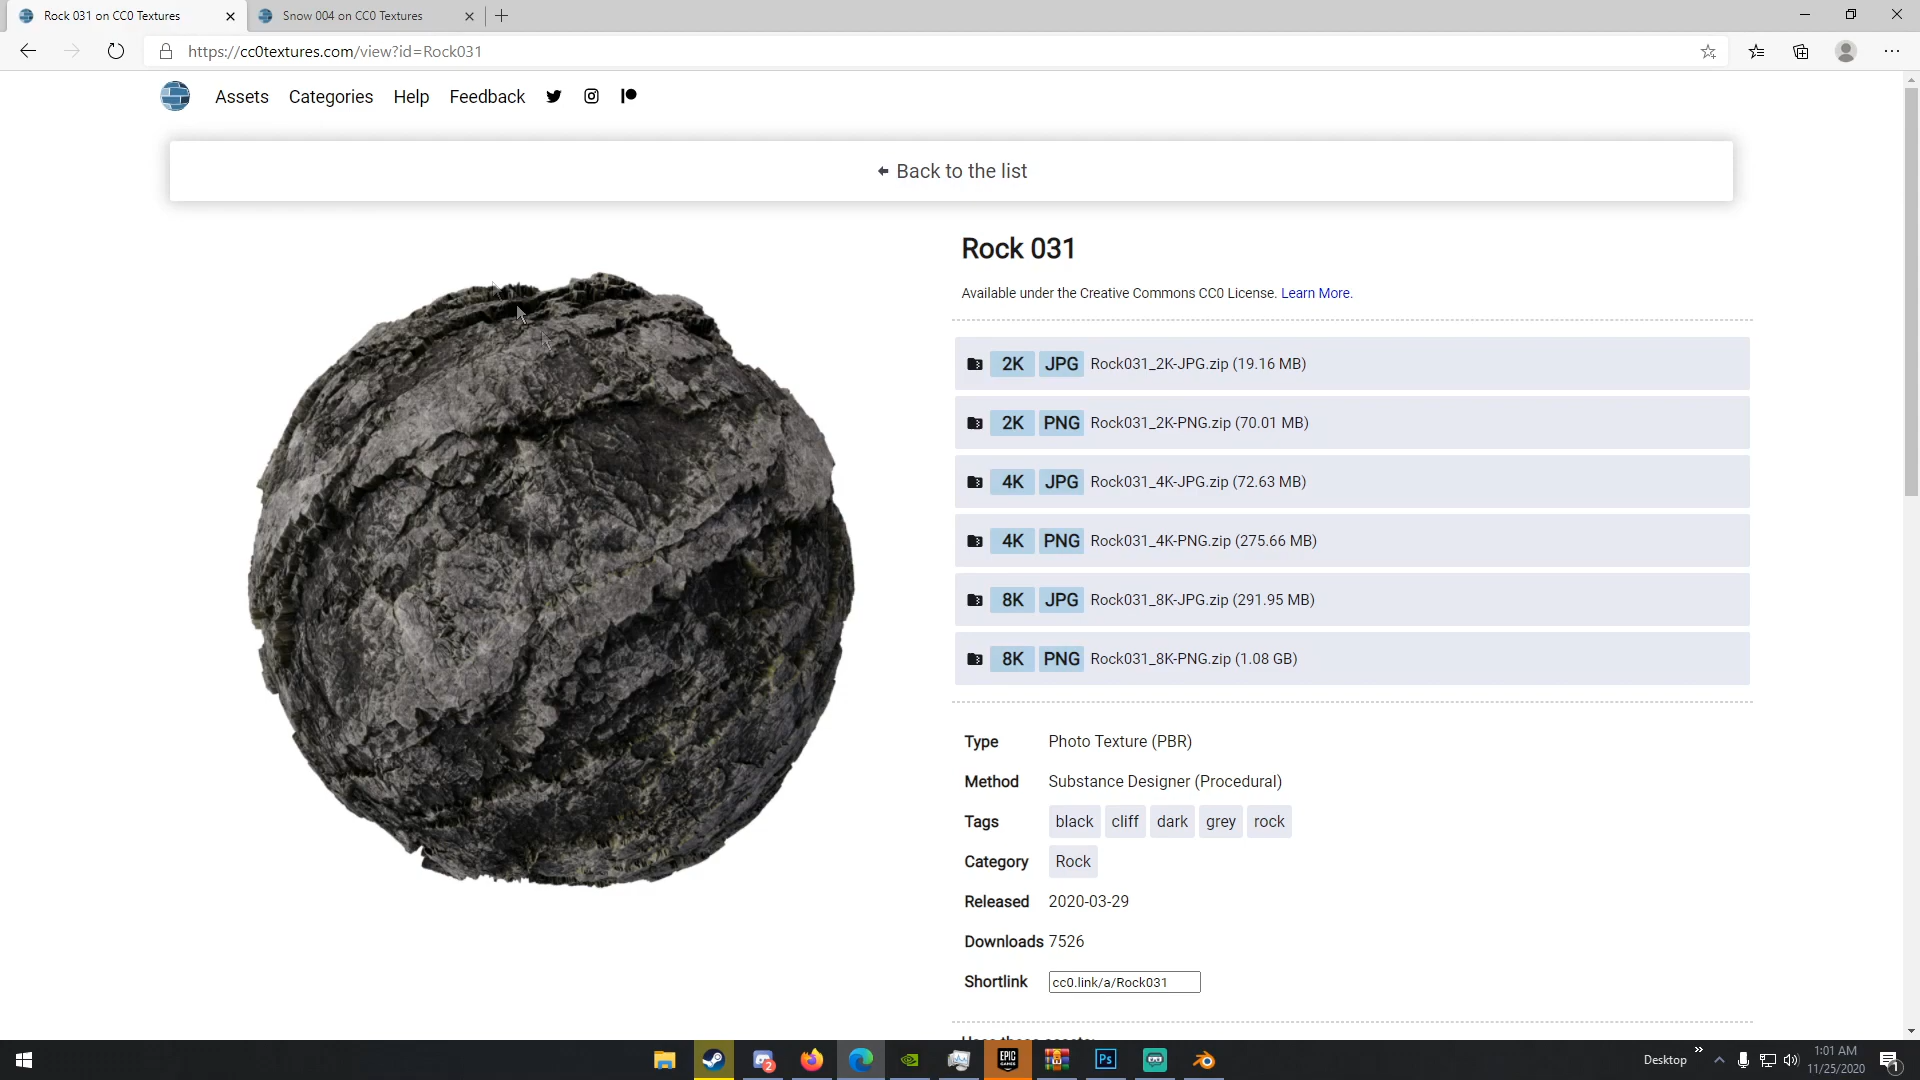 Rock 031 on CC0 Textures
Snow 004 on CC0 Textures
https://cc0textures.com/view?id=Rock031
Assets Categories Help Feedback
Back to the list
Rock 031
Available under the Creative Commons CC0 License. Learn More.
2K JPG Rock031_2K-JPG.zip (19.16 MB)
2K PNG Rock031_2K-PNG.zip (70.01 MB)
4K JPG Rock031_4K-JPG.zip (72.63 MB)
4K PNG Rock031_4K-PNG.zip (275.66 MB)
8K JPG Rock031_8K-JPG.zip (291.95 MB)
8K PNG Rock031_8K-PNG.zip (1.08 GB)
Type Photo Texture (PBR)
Method Substance Designer (Procedural)
Tags black cliff dark grey rock
Category Rock
Released 2020-03-29
Downloads 7526
Shortlink cc0.link/a/Rock031
2
EPIC GAMES
Ps
Desktop
1:01 AM
11/25/2020
1